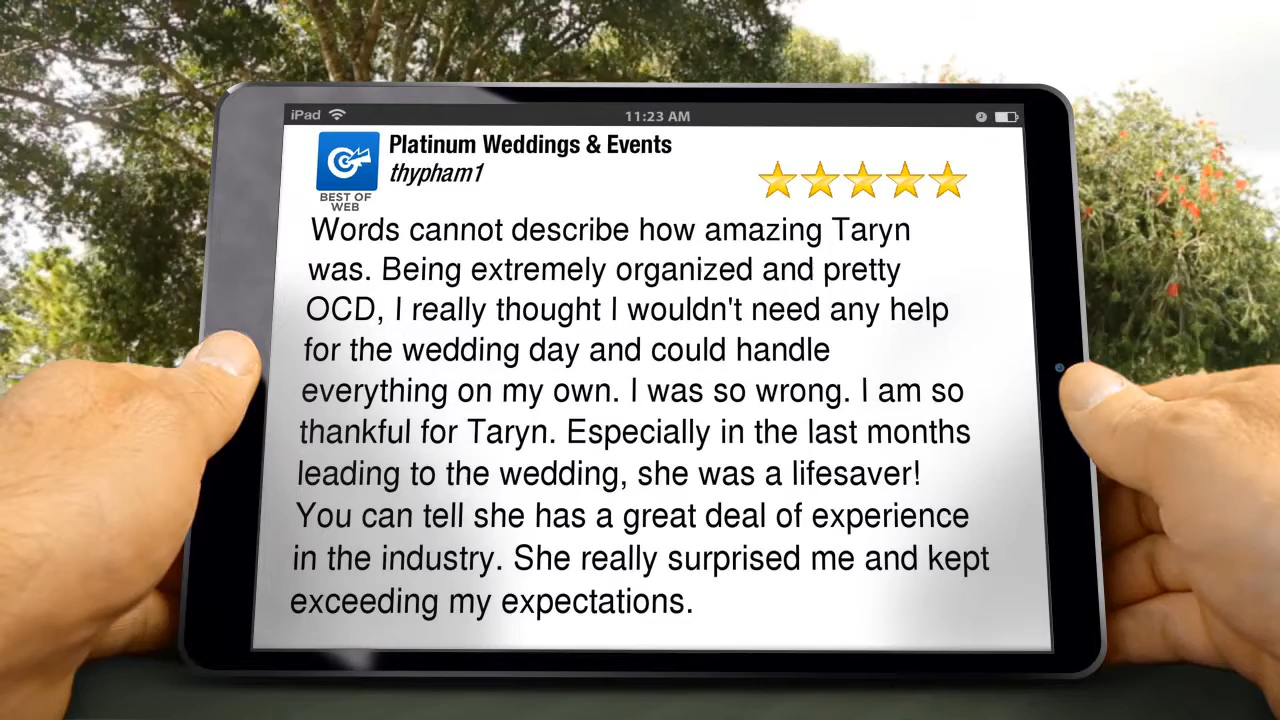 iPad 11:23 AM
Platinum Weddings & Events
thypham1
BEST OF
WEB
Words cannot describe how amazing Taryn
was. Being extremely organized and pretty
OCD, I really thought I wouldn't need any help
for the wedding day and could handle
everything on my own. I was so wrong. I am so
thankful for Taryn. Especially in the last months
leading to the wedding, she was a lifesaver!
You can tell she has a great deal of experience
in the industry. She really surprised me and kept
exceeding my expectations.